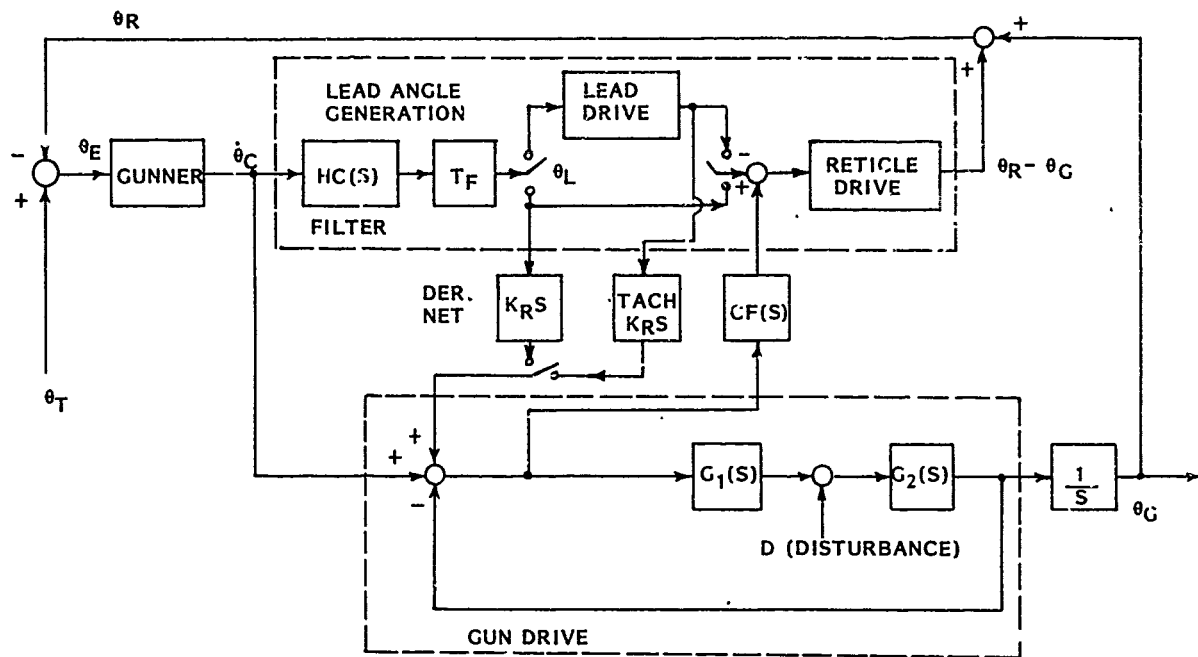 θR
+
+
LEAD ANGLE
GENERATION
LEAD
DRIVE
-
+
θE
GUNNER
θ̇C
HC(S)
TF
θL
-
+
RETICLE
DRIVE
θR - θG
FILTER
DER.
NET
KRS
TACH
KRS
CF(S)
θT
+
+
-
G1(S)
G2(S)
1
S
θG
D (DISTURBANCE)
GUN DRIVE